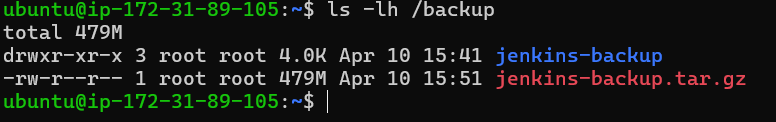 ubuntu@ip-172-31-89-105:~$ ls -lh /backup
total 479M
drwxr-xr-x 3 root root 4.0K Apr 10 15:41 jenkins-backup
-rw-r--r-- 1 root root 479M Apr 10 15:51 jenkins-backup.tar.gz
ubuntu@ip-172-31-89-105:~$